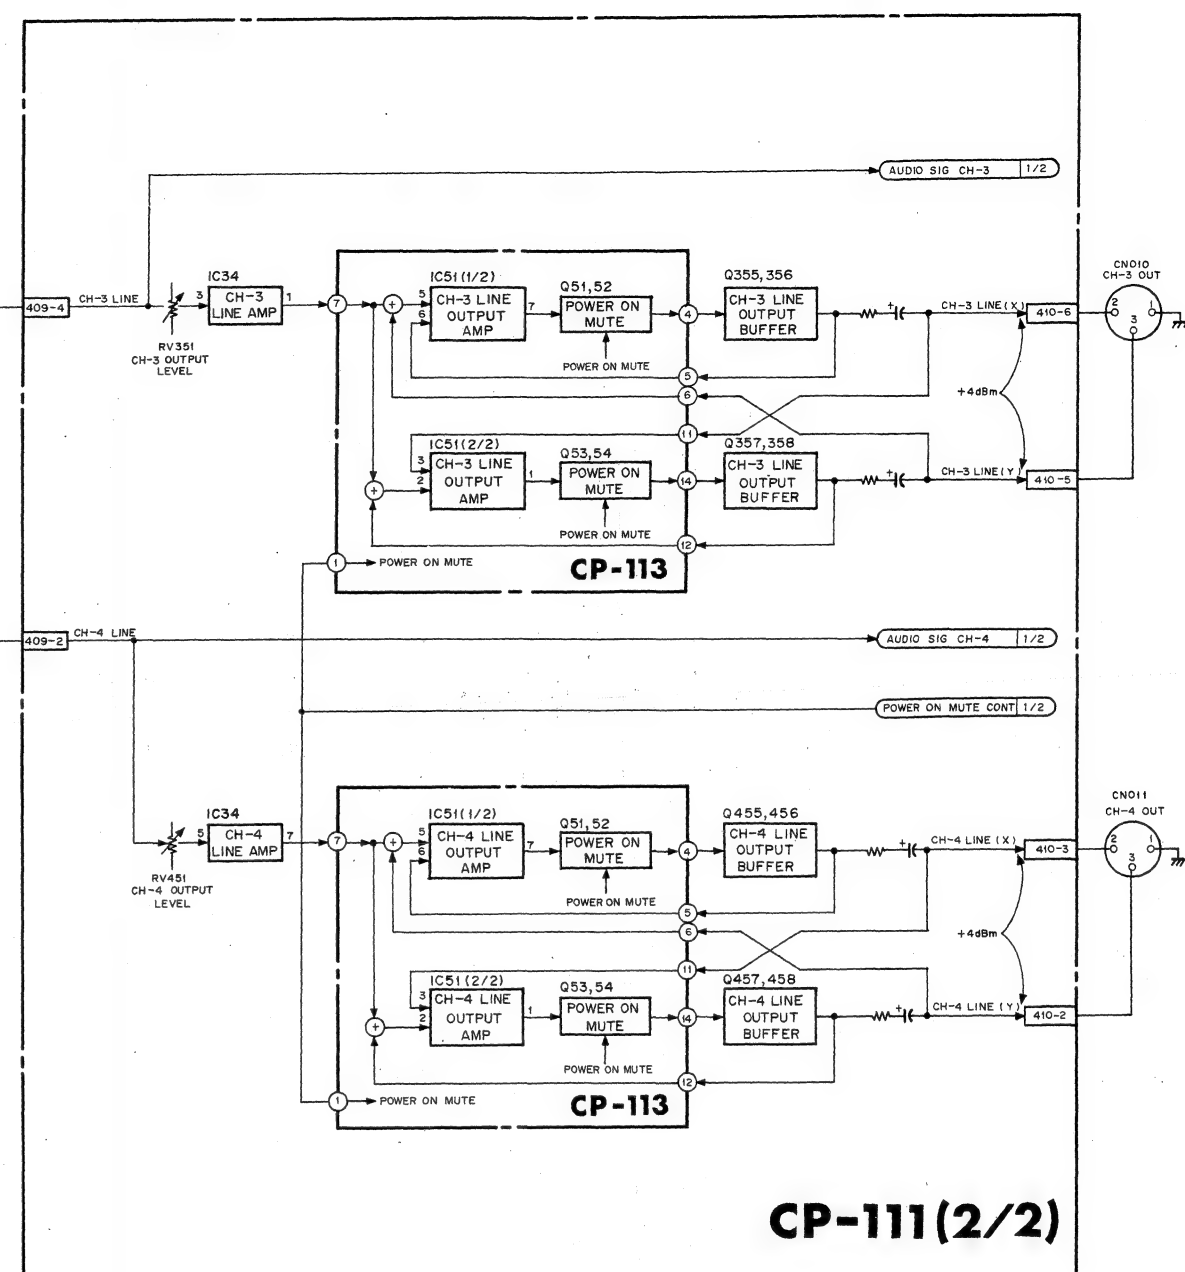 AUDIO SIG CH-3 1/2
CN010
CH-3 OUT
409-4
CH-3 LINE
RV351
CH-3 OUTPUT
LEVEL
3
IC34
CH-3
LINE AMP
1
7
IC51(1/2)
5
6
CH-3 LINE
OUTPUT
AMP
7
Q51,52
POWER ON
MUTE
POWER ON MUTE
4
5
6
Q355,356
CH-3 LINE
OUTPUT
BUFFER
+
CH-3 LINE(X)
410-6
2
1
3
+4dBm
11
IC51(2/2)
3
2
CH-3 LINE
OUTPUT
AMP
1
Q53,54
POWER ON
MUTE
POWER ON MUTE
14
12
Q357,358
CH-3 LINE
OUTPUT
BUFFER
+
CH-3 LINE(Y)
410-5
+
+
1
POWER ON MUTE
CP-113
409-2
CH-4 LINE
AUDIO SIG CH-4 1/2
POWER ON MUTE CONT 1/2
CN011
CH-4 OUT
RV451
CH-4 OUTPUT
LEVEL
5
IC34
CH-4
LINE AMP
7
7
IC51(1/2)
5
6
CH-4 LINE
OUTPUT
AMP
7
Q51,52
POWER ON
MUTE
POWER ON MUTE
4
5
6
Q455,456
CH-4 LINE
OUTPUT
BUFFER
+
CH-4 LINE (X)
410-3
2
1
3
+4dBm
11
IC51(2/2)
3
2
CH-4 LINE
OUTPUT
AMP
1
Q53,54
POWER ON
MUTE
POWER ON MUTE
14
12
Q457,458
CH-4 LINE
OUTPUT
BUFFER
+
CH-4 LINE (Y)
410-2
+
+
1
POWER ON MUTE
CP-113
CP-111(2/2)